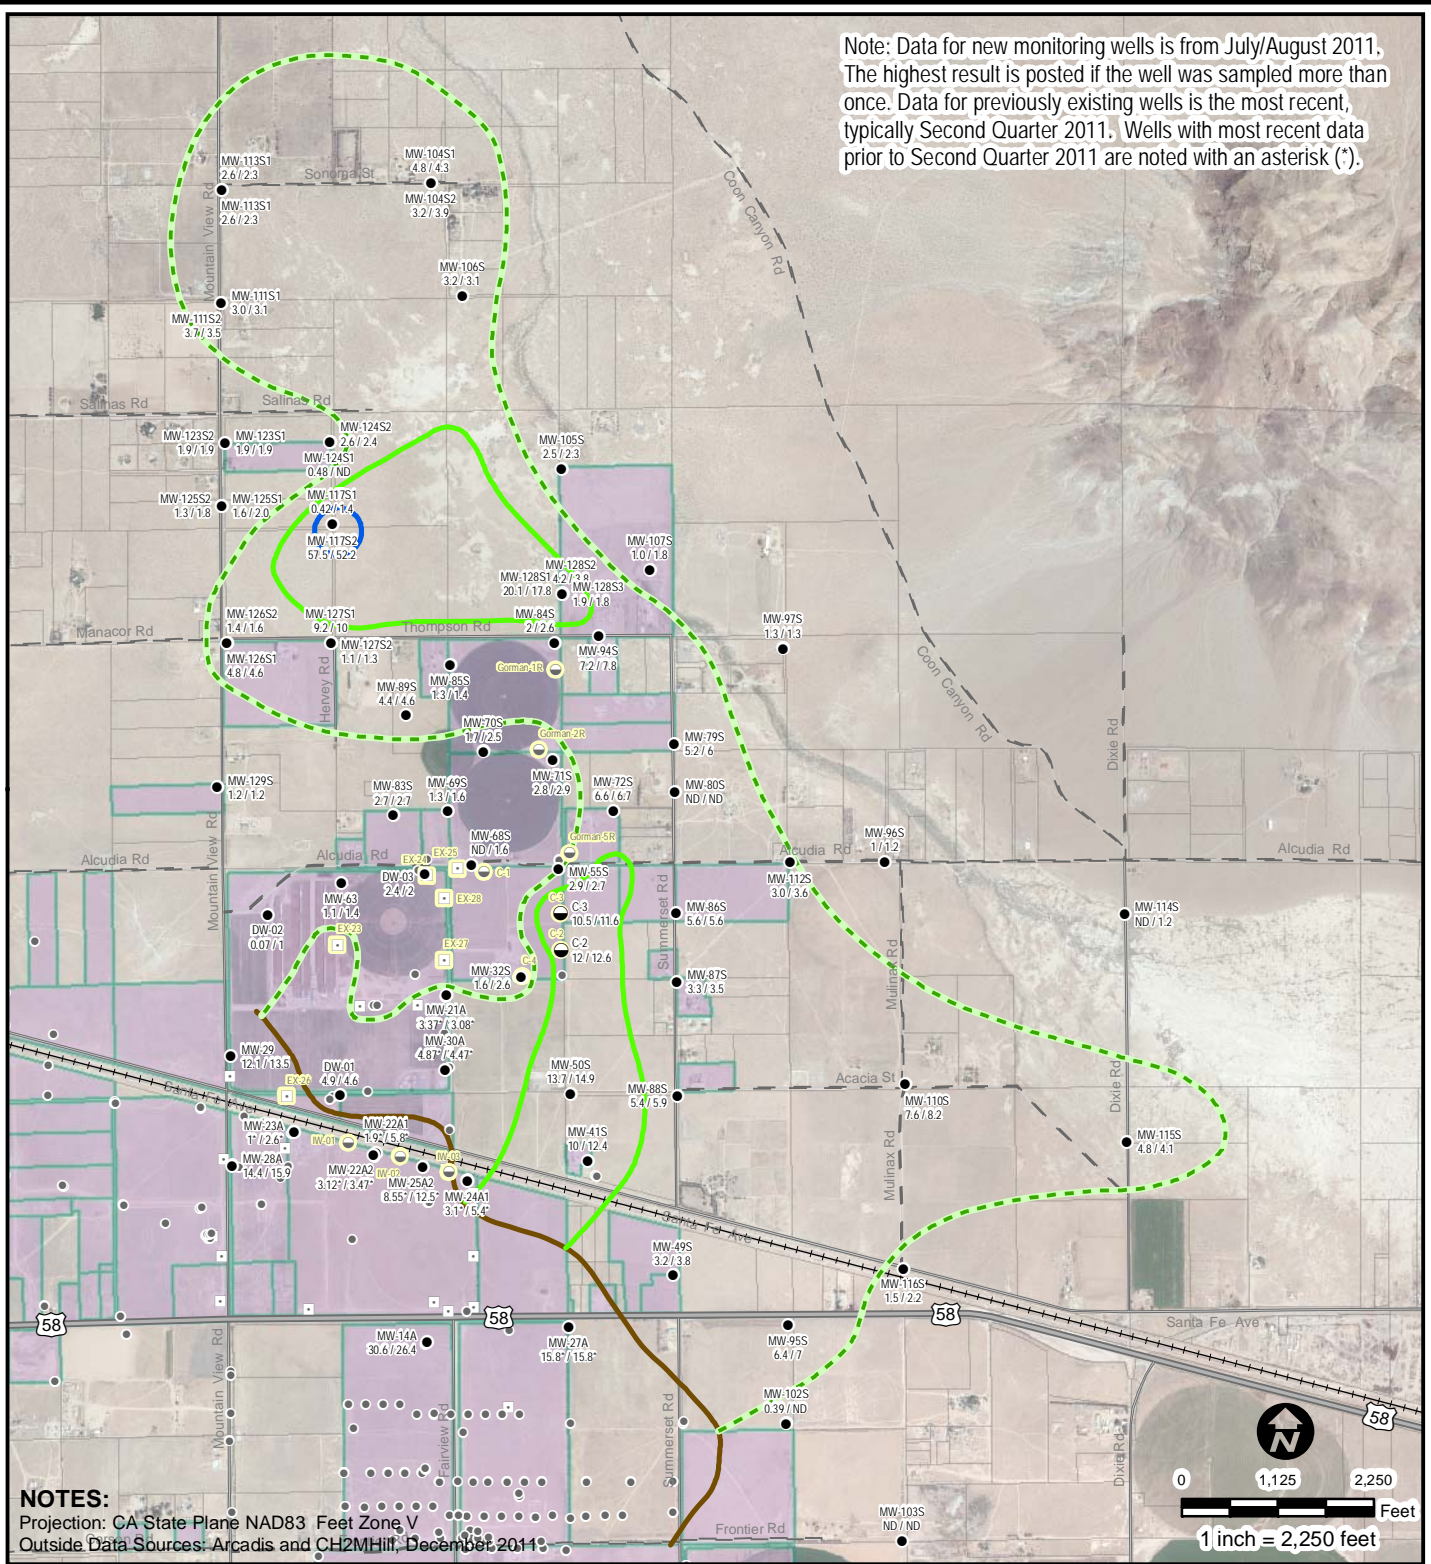 Note: Data for new monitoring wells is from July/August 2011.
The highest result is posted if the well was sampled more than
once. Data for previously existing wells is the most recent,
typically Second Quarter 2011.  Wells with most recent data
prior to Second Quarter 2011 are noted with an asterisk (*).
MW-113S1
2.6 / 2.3
MW-113S1
2.6 / 2.3
MW-104S1
4.8 / 4.3
MW-104S2
3.2 / 3.9
Sonoma St
Mountain View Rd
Coon Canyon Rd
MW-106S
3.2 / 3.1
MW-111S1
3.0 / 3.1
MW-111S2
3.7 / 3.5
Salinas Rd
Salinas Rd
MW-123S2
1.9 / 1.9
MW-123S1
1.9 / 1.9
MW-124S2
2.6 / 2.4
MW-124S1
0.48 / ND
MW-105S
2.5 / 2.3
MW-125S2
1.3 / 1.8
MW-125S1
1.6 / 2.0
MW-117S1
0.42 / 1.4
MW-117S2
57.5 / 52.2
MW-107S
1.0 / 1.8
MW-128S2
4.2 / 3.8
MW-128S1
20.1 / 17.8
MW-128S3
1.9 / 1.8
MW-126S2
1.4 / 1.6
MW-127S1
9.2 / 10
MW-84S
2 / 2.6
MW-97S
1.3 / 1.3
Manacor Rd
Thompson Rd
MW-126S1
4.8 / 4.6
MW-127S2
1.1 / 1.3
MW-94S
7.2 / 7.8
Gorman-1R
MW-85S
1.3 / 1.4
MW-89S
4.4 / 4.6
Hervey Rd
Coon Canyon Rd
Dixie Rd
MW-70S
1.7 / 2.5
Gorman-2R
MW-79S
5.2 / 6
MW-71S
2.8 / 2.9
MW-72S
6.6 / 6.7
MW-80S
ND / ND
MW-129S
1.2 / 1.2
MW-83S
2.7 / 2.7
MW-69S
1.3 / 1.6
Mountain View Rd
MW-68S
ND / 1.6
Gorman-5R
MW-96S
1 / 1.2
Alcudia Rd
Alcudia Rd
Alcudia Rd
Alcudia Rd
EX-24
EX-25
C-1
DW-03
2.4 / 2
MW-55S
2.9 / 2.7
MW-112S
3.0 / 3.6
MW-63
1.1 / 1.4
EX-28
C-3
C-3
10.5 / 11.6
MW-86S
5.6 / 5.6
MW-114S
ND / 1.2
DW-02
0.07 / 1
EX-23
EX-27
C-2
C-2
12 / 12.6
Summerset Rd
Mulinax Rd
C-4
MW-32S
1.6 / 2.6
MW-87S
3.3 / 3.5
MW-21A
3.37* / 3.08*
MW-30A
4.87* / 4.47*
MW-29
12.1 / 13.5
DW-01
4.9 / 4.6
EX-26
Santa Fe Ave
MW-50S
13.7 / 14.9
MW-88S
5.4 / 5.9
Acacia St
MW-110S
7.6 / 8.2
Dixie Rd
MW-23A
1* / 2.6*
MW-22A1
1.9* / 5.8*
IW-01
IW-02
IW-03
MW-28A
14.4 / 15.9
MW-22A2
3.12* / 3.47*
MW-25A2
8.55* / 12.5*
MW-24A1
3.1* / 5.4*
MW-41S
10 / 12.4
MW-115S
4.8 / 4.1
Mulinax Rd
Santa Fe Ave
MW-49S
3.2 / 3.8
MW-116S
1.5 / 2.2
58
58
58
58
Santa Fe Ave
MW-14A
30.6 / 26.4
MW-27A
15.8* / 15.8*
MW-95S
6.4 / 7
MW-102S
0.39 / ND
Mountain View Rd
Fairview Rd
Summerset Rd
Dixie Rd
N
0 1,125 2,250
Feet
1 inch = 2,250 feet
MW-103S
ND / ND
Frontier Rd
NOTES:
Projection: CA State Plane NAD83  Feet Zone V
Outside Data Sources: Arcadis and CH2MHill, December 2011